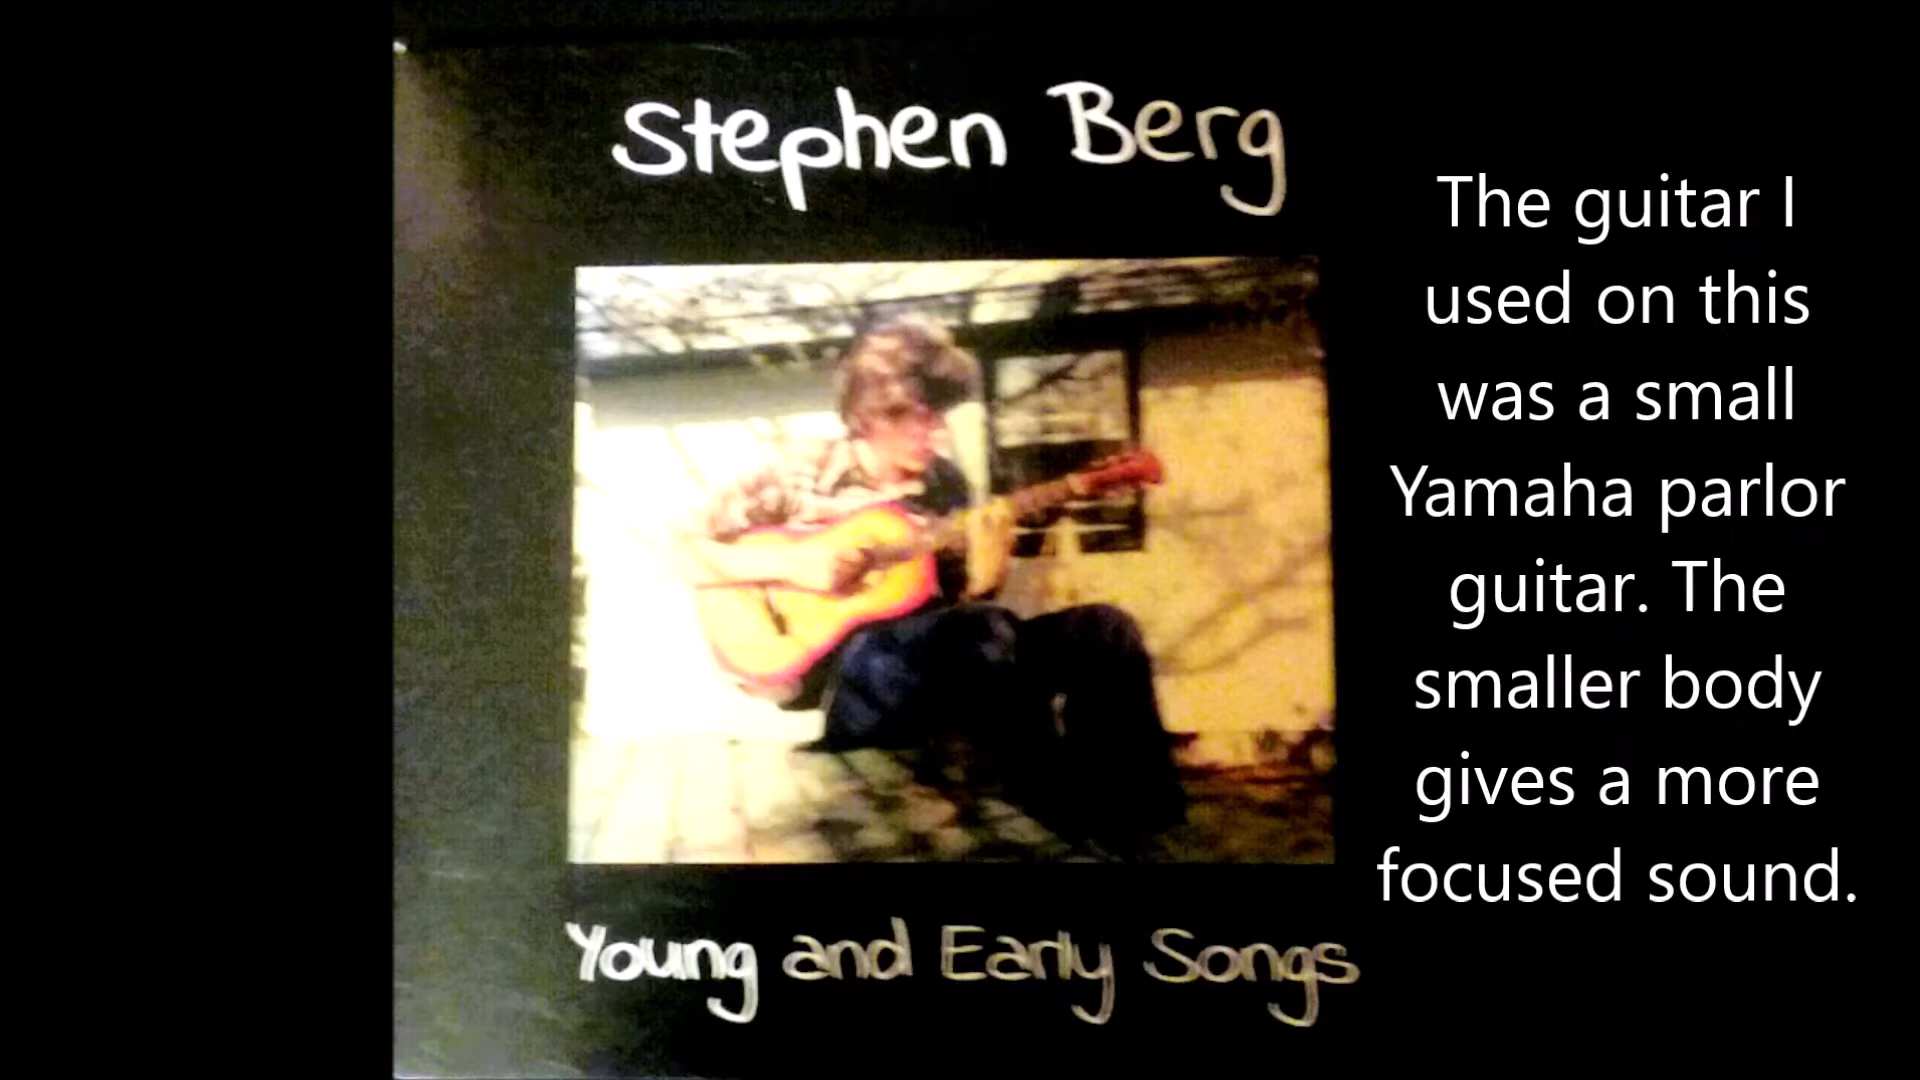 Stephen Berg
The guitar I
used on this
was a small
Yamaha parlor
guitar. The
smaller body
gives a more
focused sound.
Young and Early Songs